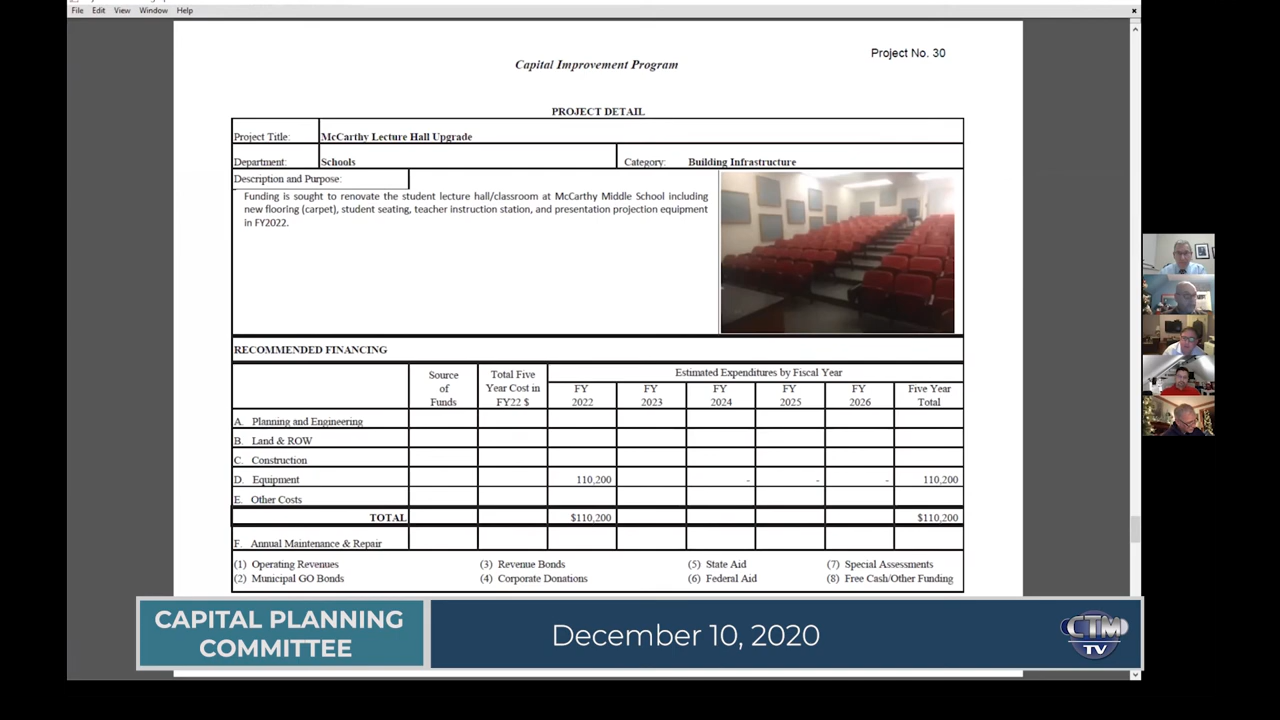 File Edit View Window Help
Project No. 30
Capital Improvement Program
PROJECT DETAIL
Project Title: McCarthy Lecture Hall Upgrade
Department: Schools Category: Building Infrastructure
Description and Purpose:
Funding is sought to renovate the student lecture hall/classroom at McCarthy Middle School including
new flooring (carpet), student seating, teacher instruction station, and presentation projection equipment
in FY2022.
RECOMMENDED FINANCING
Source of Funds
Total Five Year Cost in FY22 $
Estimated Expenditures by Fiscal Year
FY 2022 FY 2023 FY 2024 FY 2025 FY 2026 Five Year Total
A. Planning and Engineering
B. Land & ROW
C. Construction
D. Equipment 110,200 - - - 110,200
E. Other Costs
TOTAL $110,200 $110,200
F. Annual Maintenance & Repair
(1) Operating Revenues (3) Revenue Bonds (5) State Aid (7) Special Assessments
(2) Municipal GO Bonds (4) Corporate Donations (6) Federal Aid (8) Free Cash/Other Funding
CAPITAL PLANNING
COMMITTEE
December 10, 2020
CTM
TV